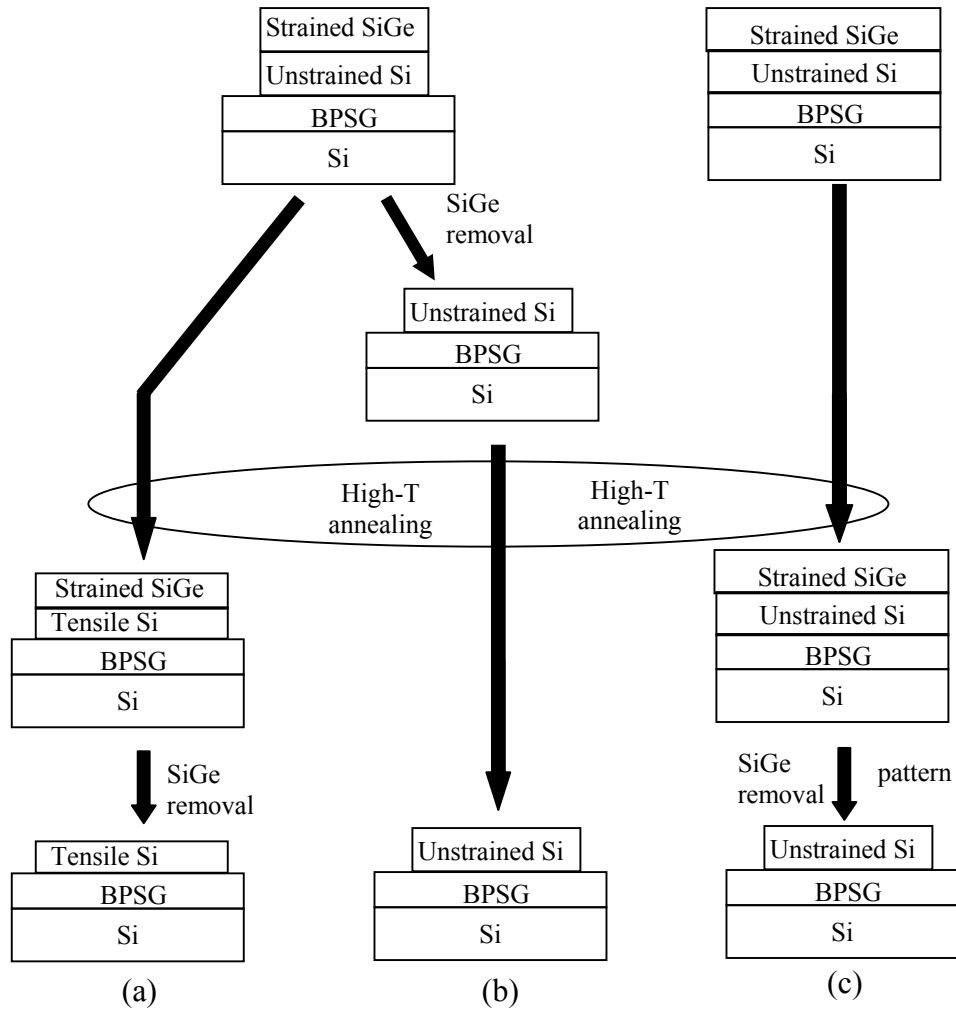 Strained SiGe
Unstrained Si
BPSG
Si
Strained SiGe
Unstrained Si
BPSG
Si
SiGe
removal
Unstrained Si
BPSG
Si
High-T
annealing
High-T
annealing
Strained SiGe
Tensile Si
BPSG
Si
Strained SiGe
Unstrained Si
BPSG
Si
SiGe
removal
SiGe
removal
pattern
Tensile Si
BPSG
Si
Unstrained Si
BPSG
Si
Unstrained Si
BPSG
Si
(a)
(b)
(c)